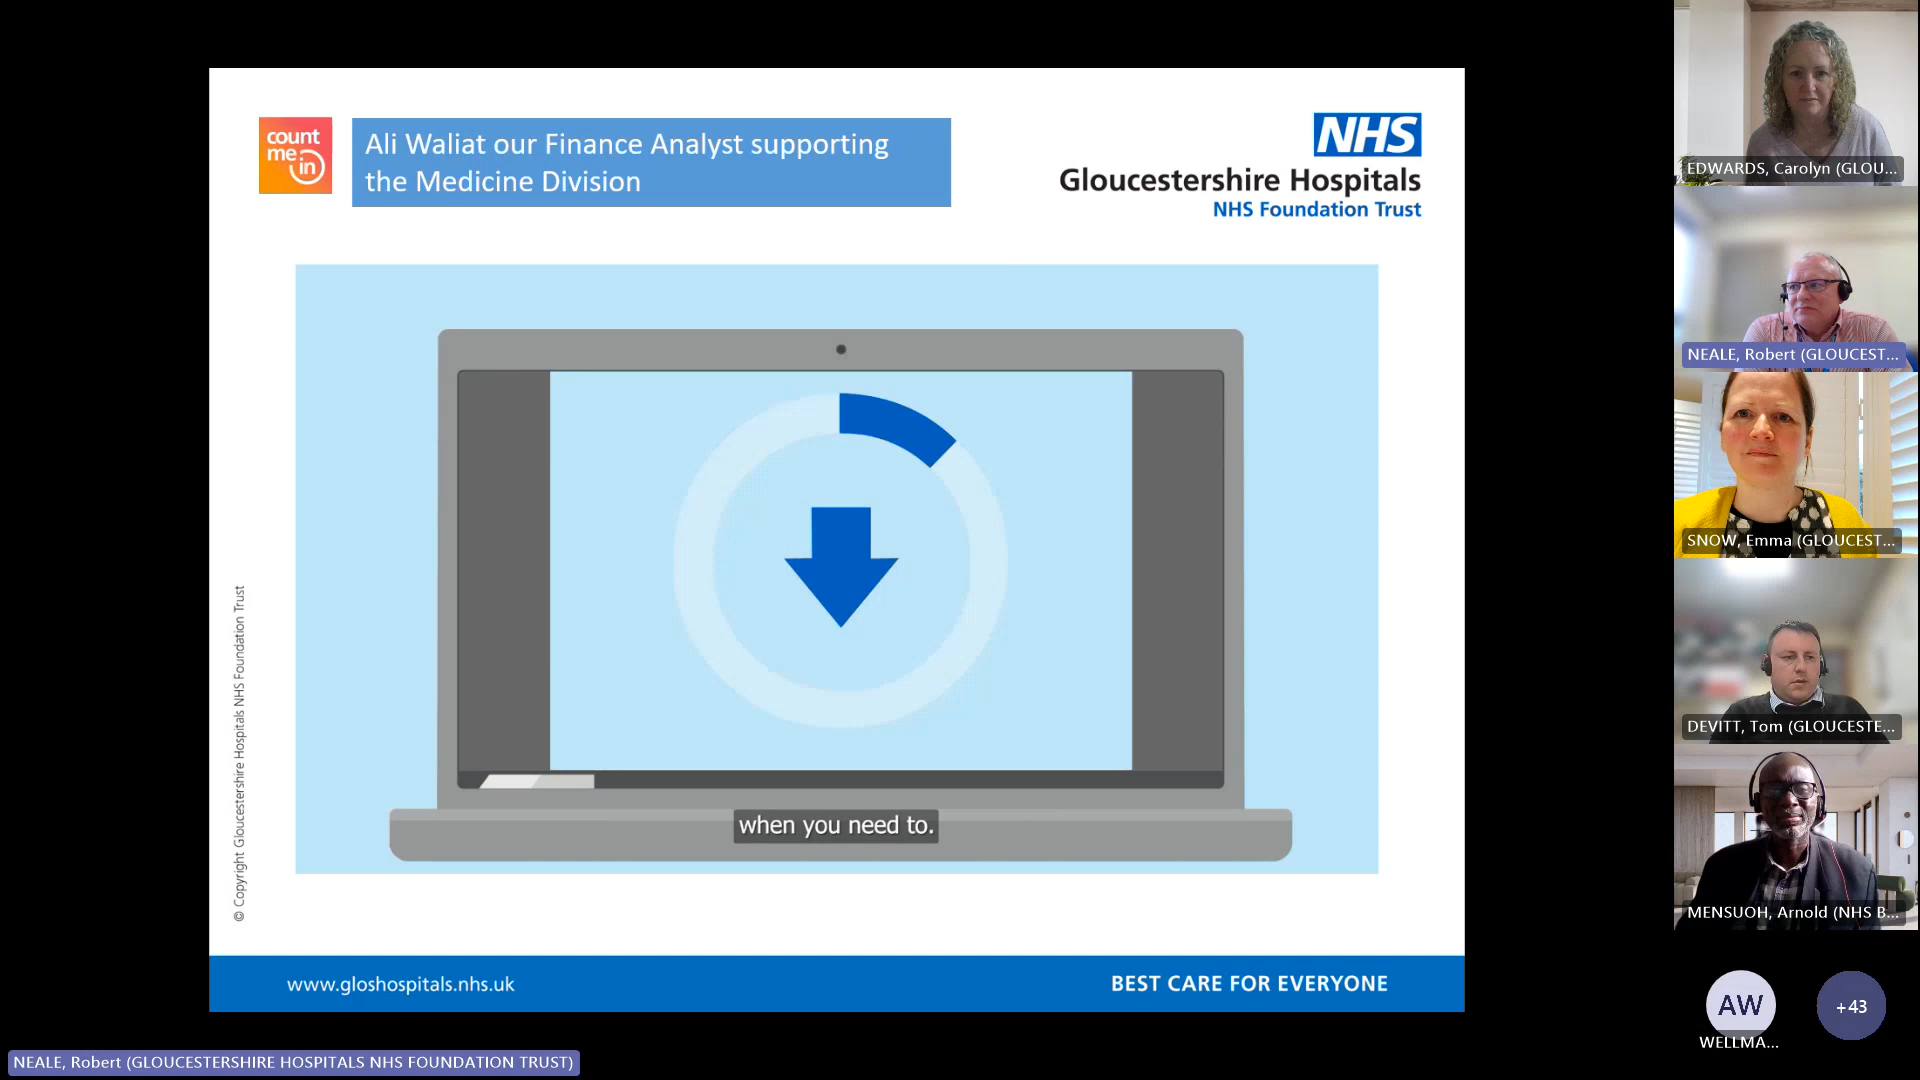 count
me
in
Ali Waliat our Finance Analyst supporting
the Medicine Division
NHS
Gloucestershire Hospitals
NHS Foundation Trust
© Copyright Gloucestershire Hospitals NHS Foundation Trust
when you need to.
www.gloshospitals.nhs.uk
BEST CARE FOR EVERYONE
NEALE, Robert (GLOUCESTERSHIRE HOSPITALS NHS FOUNDATION TRUST)
EDWARDS, Carolyn (GLOU...
NEALE, Robert (GLOUCEST...
SNOW, Emma (GLOUCEST...
DEVITT, Tom (GLOUCESTE...
MENSUOH, Arnold (NHS B...
AW
WELLMA...
+43